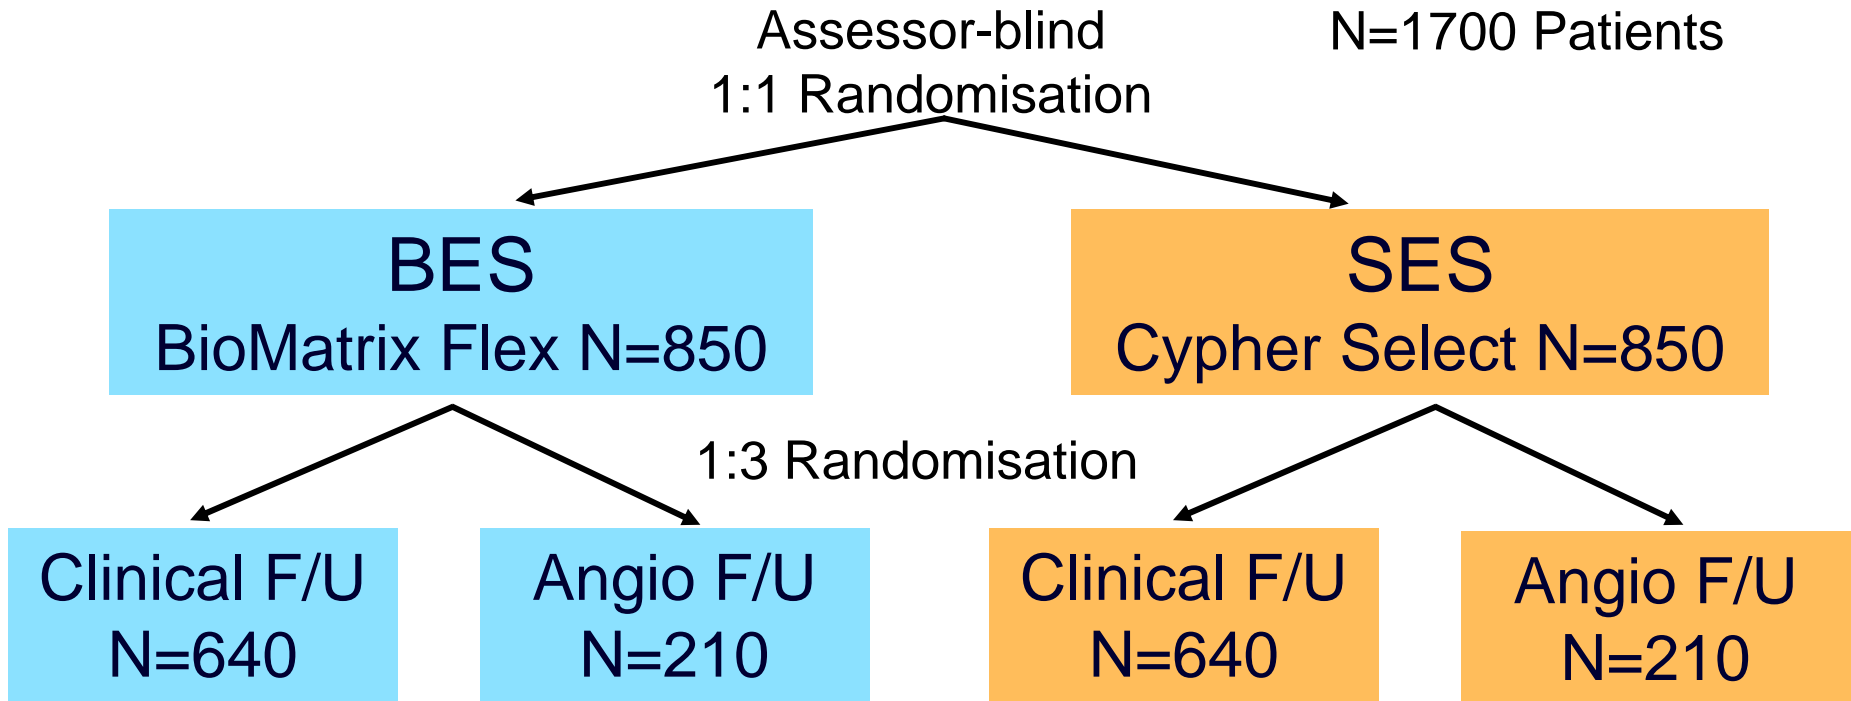 Assessor-blind
N=1700 Patients
1:1 Randomisation
BES
BioMatrix Flex N=850
SES
Cypher Select N=850
1:3 Randomisation
Clinical F/U
N=640
Angio F/U
N=210
Clinical F/U
N=640
Angio F/U
N=210